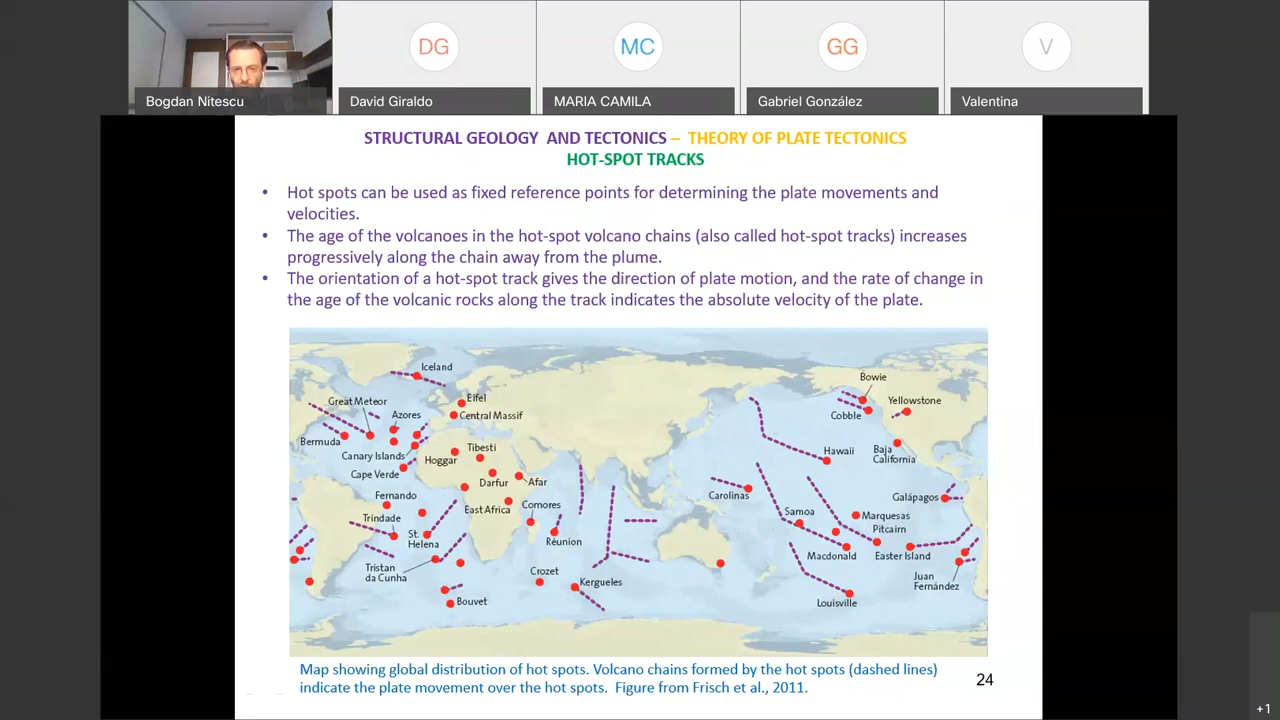 DG
MC
GG
V
Bogdan Nitescu
David Giraldo
MARIA CAMILA
Gabriel González
Valentina
STRUCTURAL GEOLOGY AND TECTONICS – THEORY OF PLATE TECTONICS
HOT-SPOT TRACKS
• Hot spots can be used as fixed reference points for determining the plate movements and
velocities.
• The age of the volcanoes in the hot-spot volcano chains (also called hot-spot tracks) increases
progressively along the chain away from the plume.
• The orientation of a hot-spot track gives the direction of plate motion, and the rate of change in
the age of the volcanic rocks along the track indicates the absolute velocity of the plate.
Iceland
Bowie
Eifel
Great Meteor
Yellowstone
Azores
Central Massif
Cobble
Bermuda
Tibesti
Hawaii
Baja
California
Canary Islands
Hoggar
Cape Verde
Darfur
Afar
Fernando
Carolinas
Galápagos
East Africa
Comores
Trindade
Samoa
Marquesas
Pitcairn
St.
Helena
Réunion
Macdonald
Easter Island
Tristan
da Cunha
Crozet
Kergueles
Juan
Fernández
Bouvet
Louisville
Map showing global distribution of hot spots. Volcano chains formed by the hot spots (dashed lines)
indicate the plate movement over the hot spots. Figure from Frisch et al., 2011.
24
+1